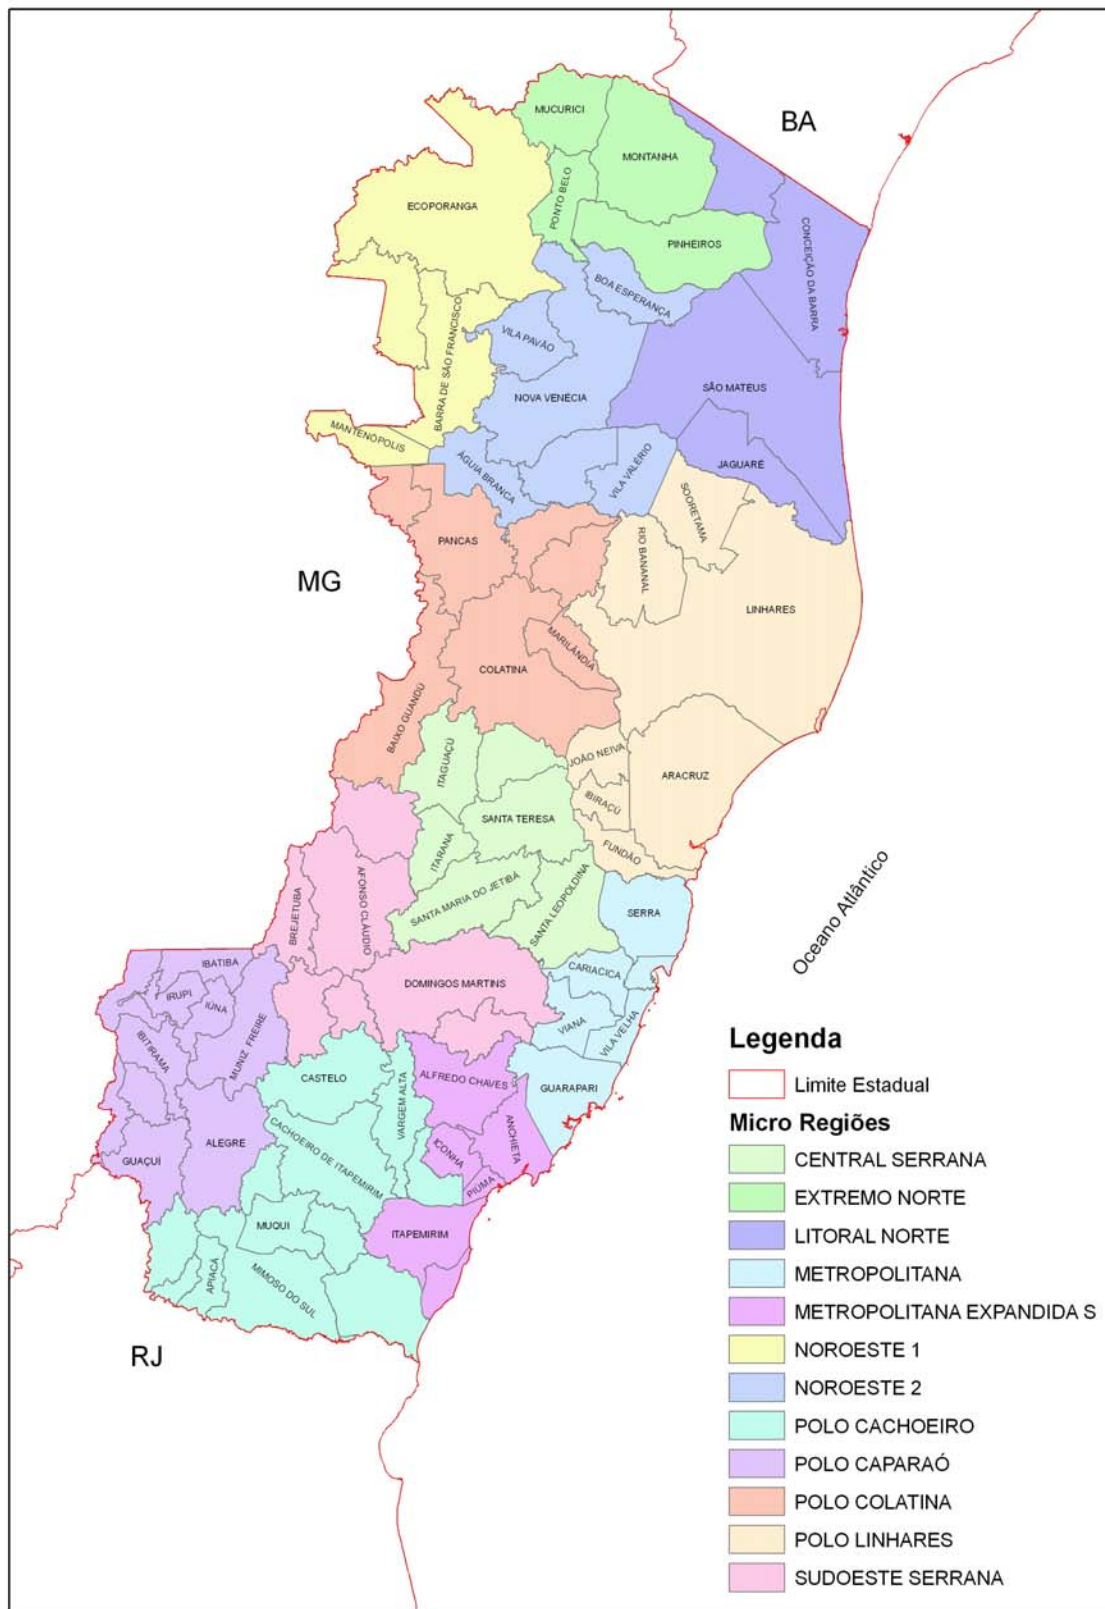 BA
MUCURICI
MONTANHA
ECOPORANGA
PONTO BELO
PINHEIROS
CONCEIÇÃO DA BARRA
BOA ESPERANÇA
VILA PAVÃO
BARRA DE SÃO FRANCISCO
SÃO MATEUS
NOVA VENÉCIA
MANTENÓPOLIS
ÁGUIA BRANCA
VILA VALÉRIO
JAGUARÉ
SOORETAMA
PANCAS
RIO BANANAL
MG
LINHARES
MARILÂNDIA
COLATINA
BAIXO GUANDÚ
ITAGUAÇÚ
JOÃO NEIVA
ARACRUZ
IBIRAÇÚ
SANTA TERESA
ITARANA
FUNDÃO
SANTA MARIA DO JETIBÁ
SANTA LEOPOLDINA
AFONSO CLÁUDIO
BREJETUBA
SERRA
Oceano Atlântico
IBATIBA
CARIACICA
DOMINGOS MARTINS
IRUPI
IÚNA
VIANA
VILA VELHA
IBITIRAMA
MUNIZ FREIRE
CASTELO
ALFREDO CHAVES
GUARAPARI
VARGEM ALTA
ANCHIETA
ALEGRE
CACHOEIRO DE ITAPEMIRIM
GUAÇUÍ
ICONHA
PIÚMA
MUQUI
ITAPEMIRIM
APIACÁ
MIMOSO DO SUL
RJ
Legenda
Limite Estadual
Micro Regiões
CENTRAL SERRANA
EXTREMO NORTE
LITORAL NORTE
METROPOLITANA
METROPOLITANA EXPANDIDA S
NOROESTE 1
NOROESTE 2
POLO CACHOEIRO
POLO CAPARAÓ
POLO COLATINA
POLO LINHARES
SUDOESTE SERRANA